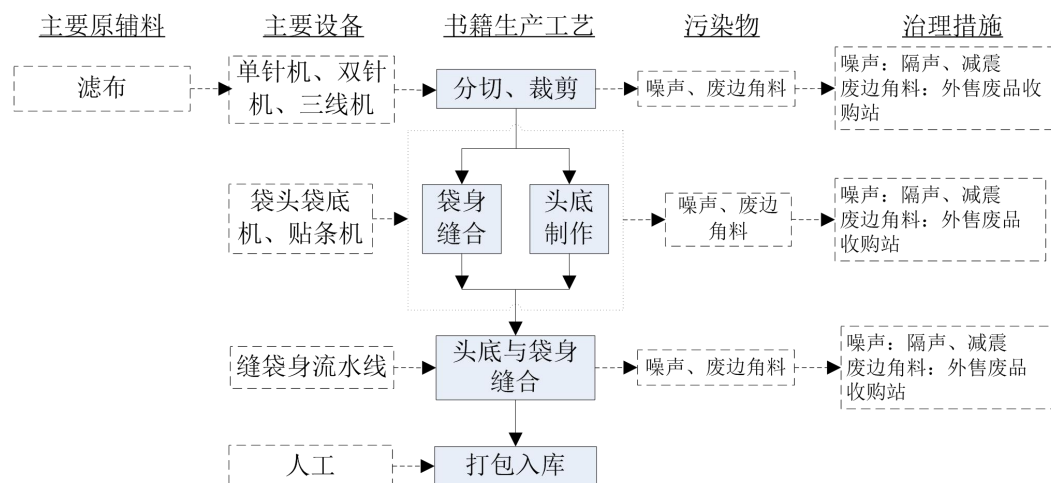 主要原辅料
主要设备
书籍生产工艺
污染物
治理措施
滤布
单针机、双针
机、三线机
分切、裁剪
噪声、废边角料
噪声：隔声、减震
废边角料：外售废品收
购站
袋头袋底
机、贴条机
袋身
缝合
头底
制作
噪声、废边
角料
噪声：隔声、减震
废边角料：外售废品
收购站
缝袋身流水线
头底与袋身
缝合
噪声、废边角料
噪声：隔声、减震
废边角料：外售废品
收购站
人工
打包入库